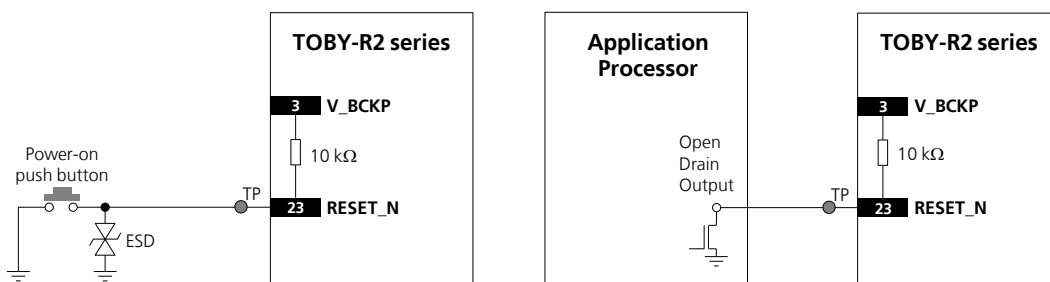 TOBY-R2 series
3 V_BCKP
10 kΩ
Power-on
push button
TP
23 RESET_N
ESD
Application
Processor
Open
Drain
Output
TOBY-R2 series
3 V_BCKP
10 kΩ
TP
23 RESET_N